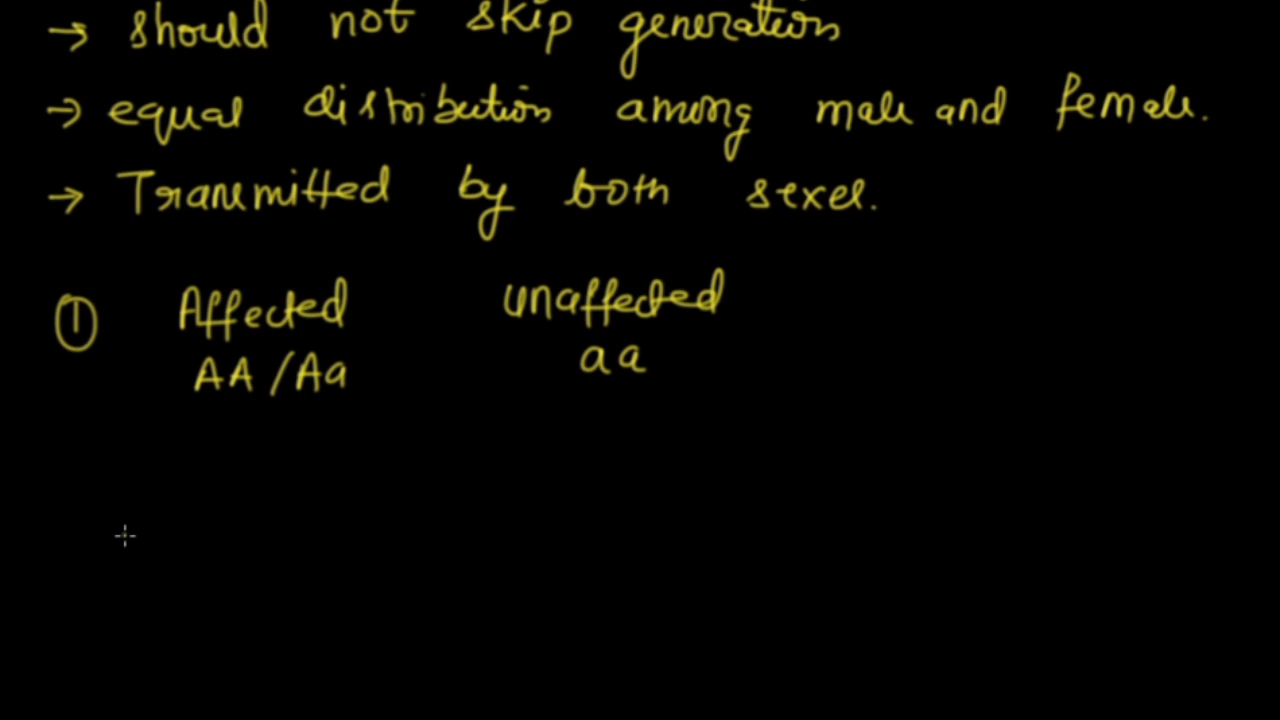 → should not skip generation
→ equal distribution among male and female.
→ Transmitted by both sexes.
① Affected unaffected
AA/Aa aa